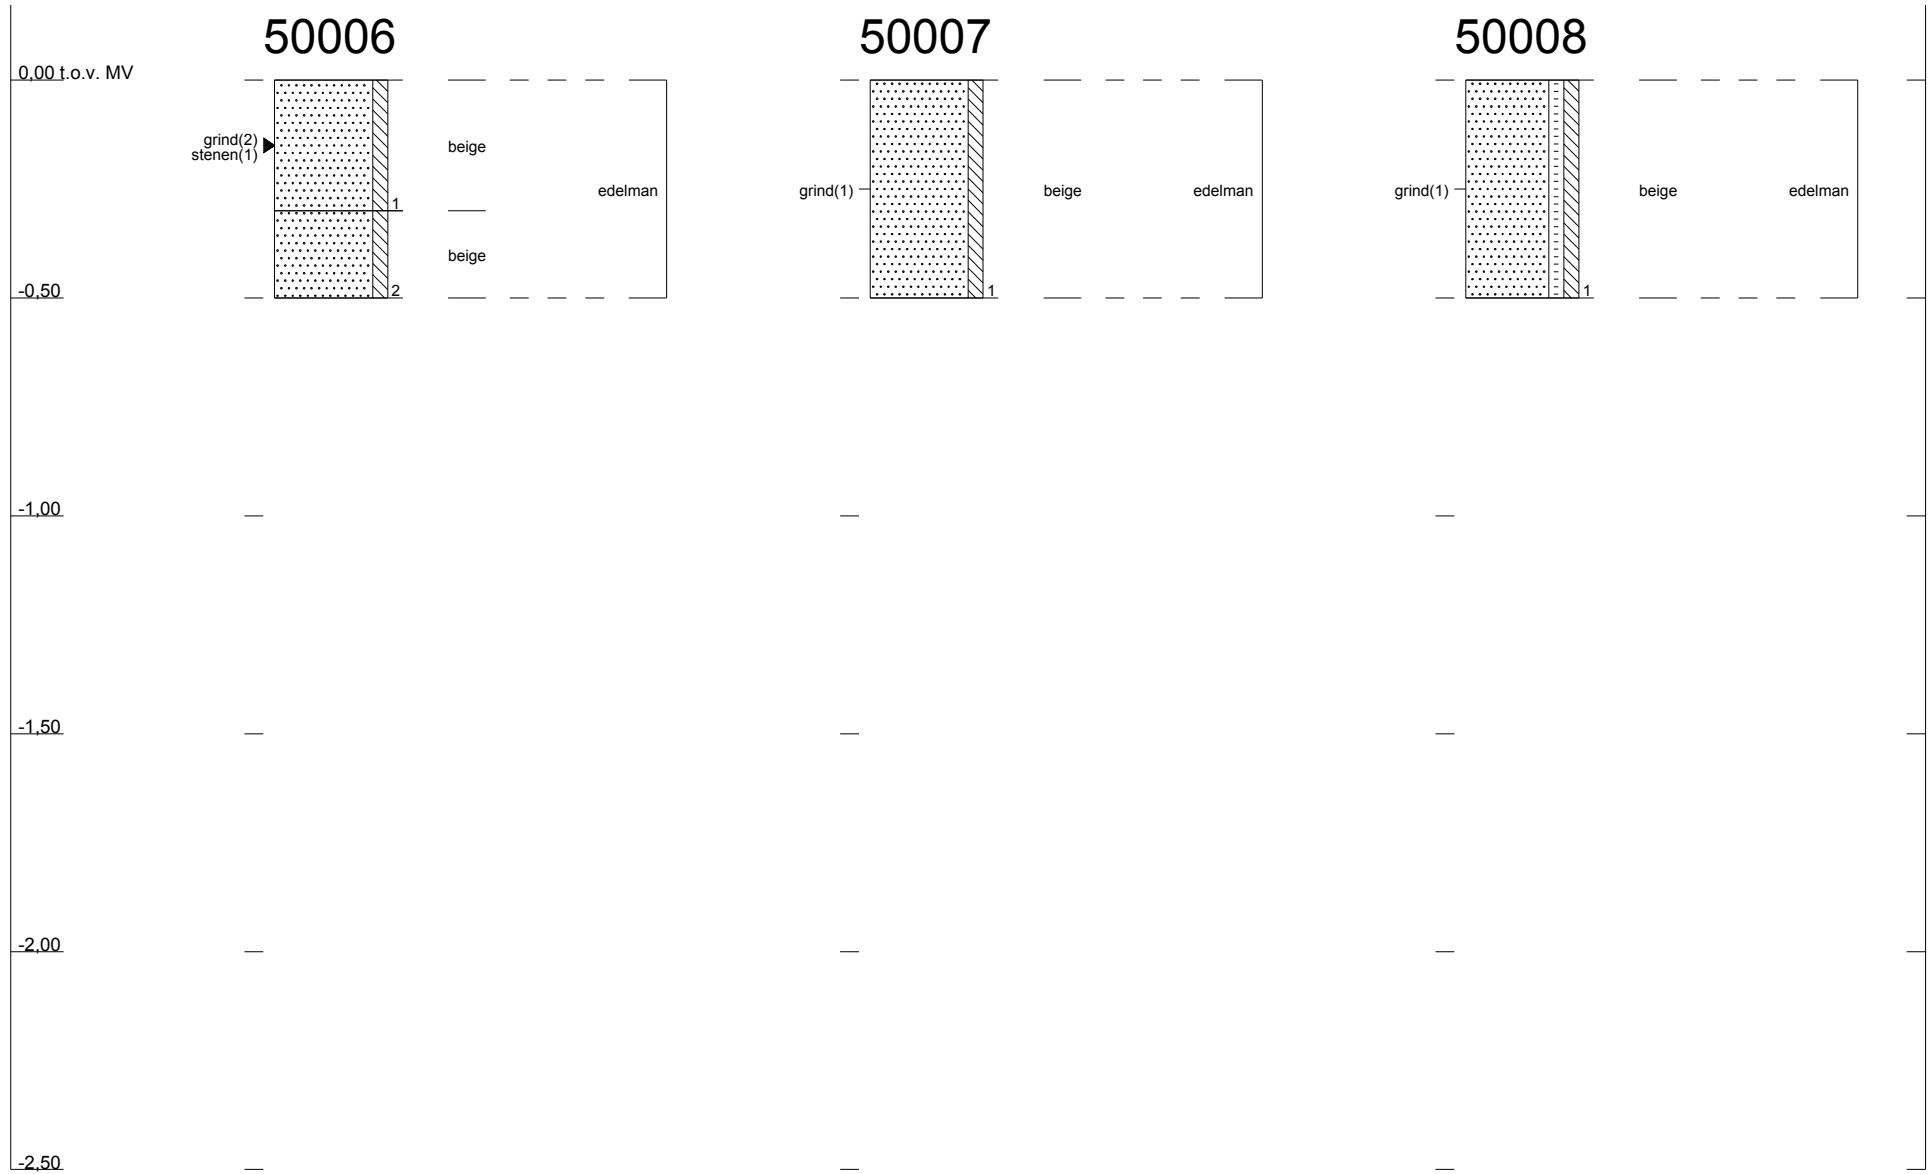 50006
50007
50008
0,00 t.o.v. MV
grind(2)
stenen(1)
beige
edelman
1
beige
2
grind(1)
beige
edelman
1
grind(1)
beige
edelman
1
-0,50
-1,00
-1,50
-2,00
-2,50